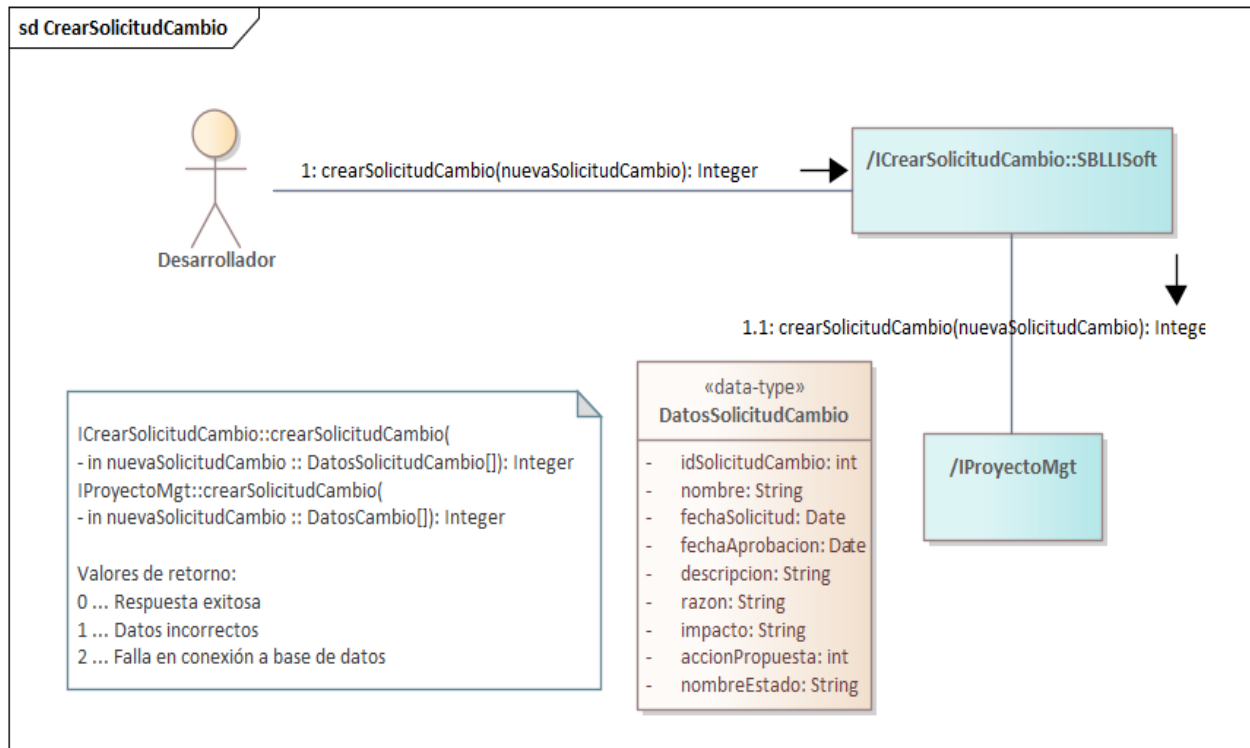 sd CrearSolicitudCambio
1: crearSolicitudCambio(nuevaSolicitudCambio): Integer
/ICrearSolicitudCambio::SBLLISoft
Desarrollador
1.1: crearSolicitudCambio(nuevaSolicitudCambio): Intege
«data-type»
DatosSolicitudCambio
- idSolicitudCambio: int
- nombre: String
- fechaSolicitud: Date
- fechaAprobacion: Date
- descripcion: String
- razon: String
- impacto: String
- accionPropuesta: int
- nombreEstado: String
/IProyectoMgt
ICrearSolicitudCambio::crearSolicitudCambio(
- in nuevaSolicitudCambio :: DatosSolicitudCambio[]): Integer
IProyectoMgt::crearSolicitudCambio(
- in nuevaSolicitudCambio :: DatosCambio[]): Integer
Valores de retorno:
0 ... Respuesta exitosa
1 ... Datos incorrectos
2 ... Falla en conexión a base de datos